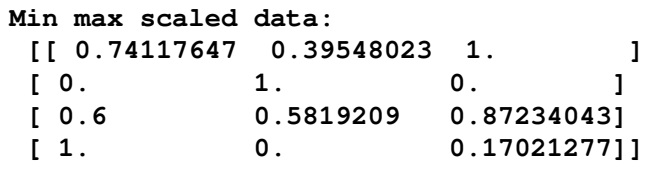 Min max scaled data:
[[ 0.74117647 0.39548023 1. ]
[ 0. 1. 0. ]
[ 0.6 0.5819209 0.87234043]
[ 1. 0. 0.17021277]]